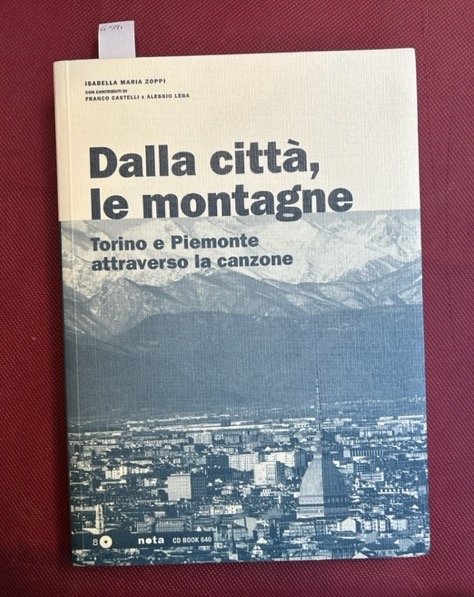 ISABELLA MARIA ZOPPI
CON CONTRIBUTI DI
FRANCO CASTELLI e ALESSIO LEGA
Dalla città,
le montagne
Torino e Piemonte
attraverso la canzone
nota CD BOOK 640